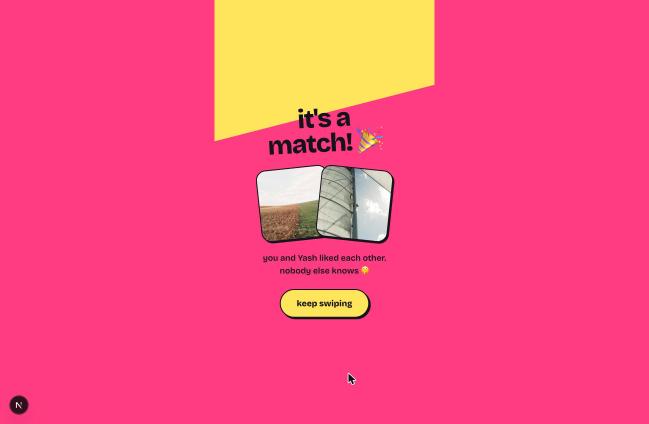 it's a
match! 🎉
you and Yash liked each other.
nobody else knows 🤫
keep swiping
N